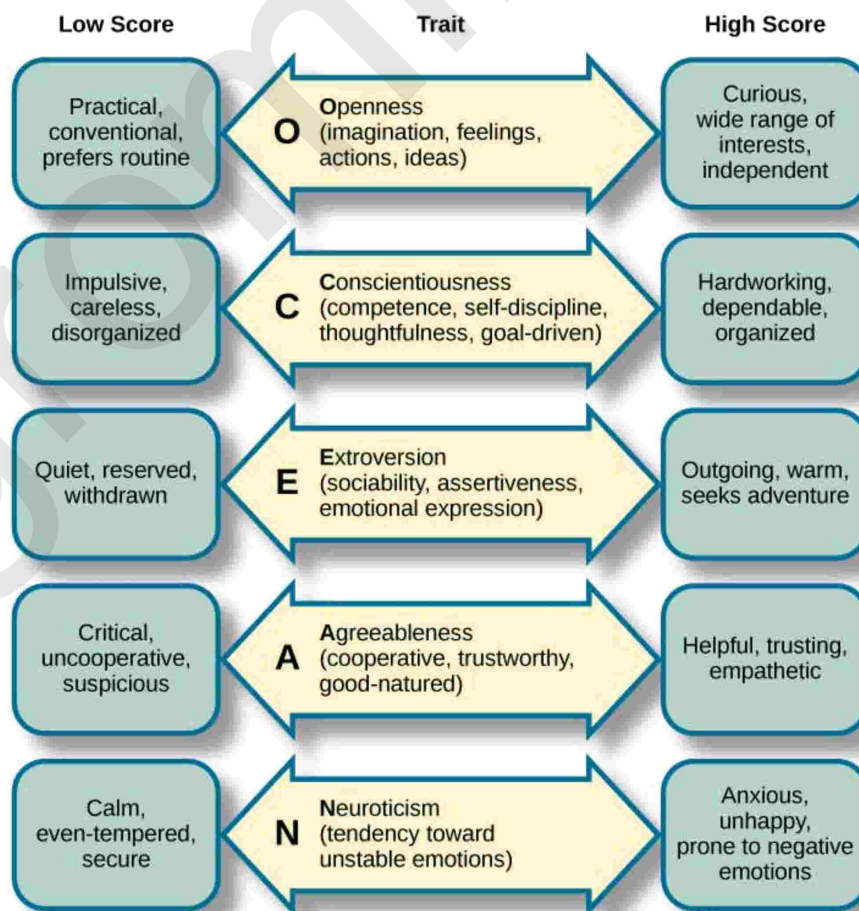 Low Score
Trait
High Score
Practical,
conventional,
prefers routine
O
Openness
(imagination, feelings,
actions, ideas)
Curious,
wide range of
interests,
independent
Impulsive,
careless,
disorganized
C
Conscientiousness
(competence, self-discipline,
thoughtfulness, goal-driven)
Hardworking,
dependable,
organized
Quiet, reserved,
withdrawn
E
Extroversion
(sociability, assertiveness,
emotional expression)
Outgoing, warm,
seeks adventure
Critical,
uncooperative,
suspicious
A
Agreeableness
(cooperative, trustworthy,
good-natured)
Helpful, trusting,
empathetic
Calm,
even-tempered,
secure
N
Neuroticism
(tendency toward
unstable emotions)
Anxious,
unhappy,
prone to negative
emotions